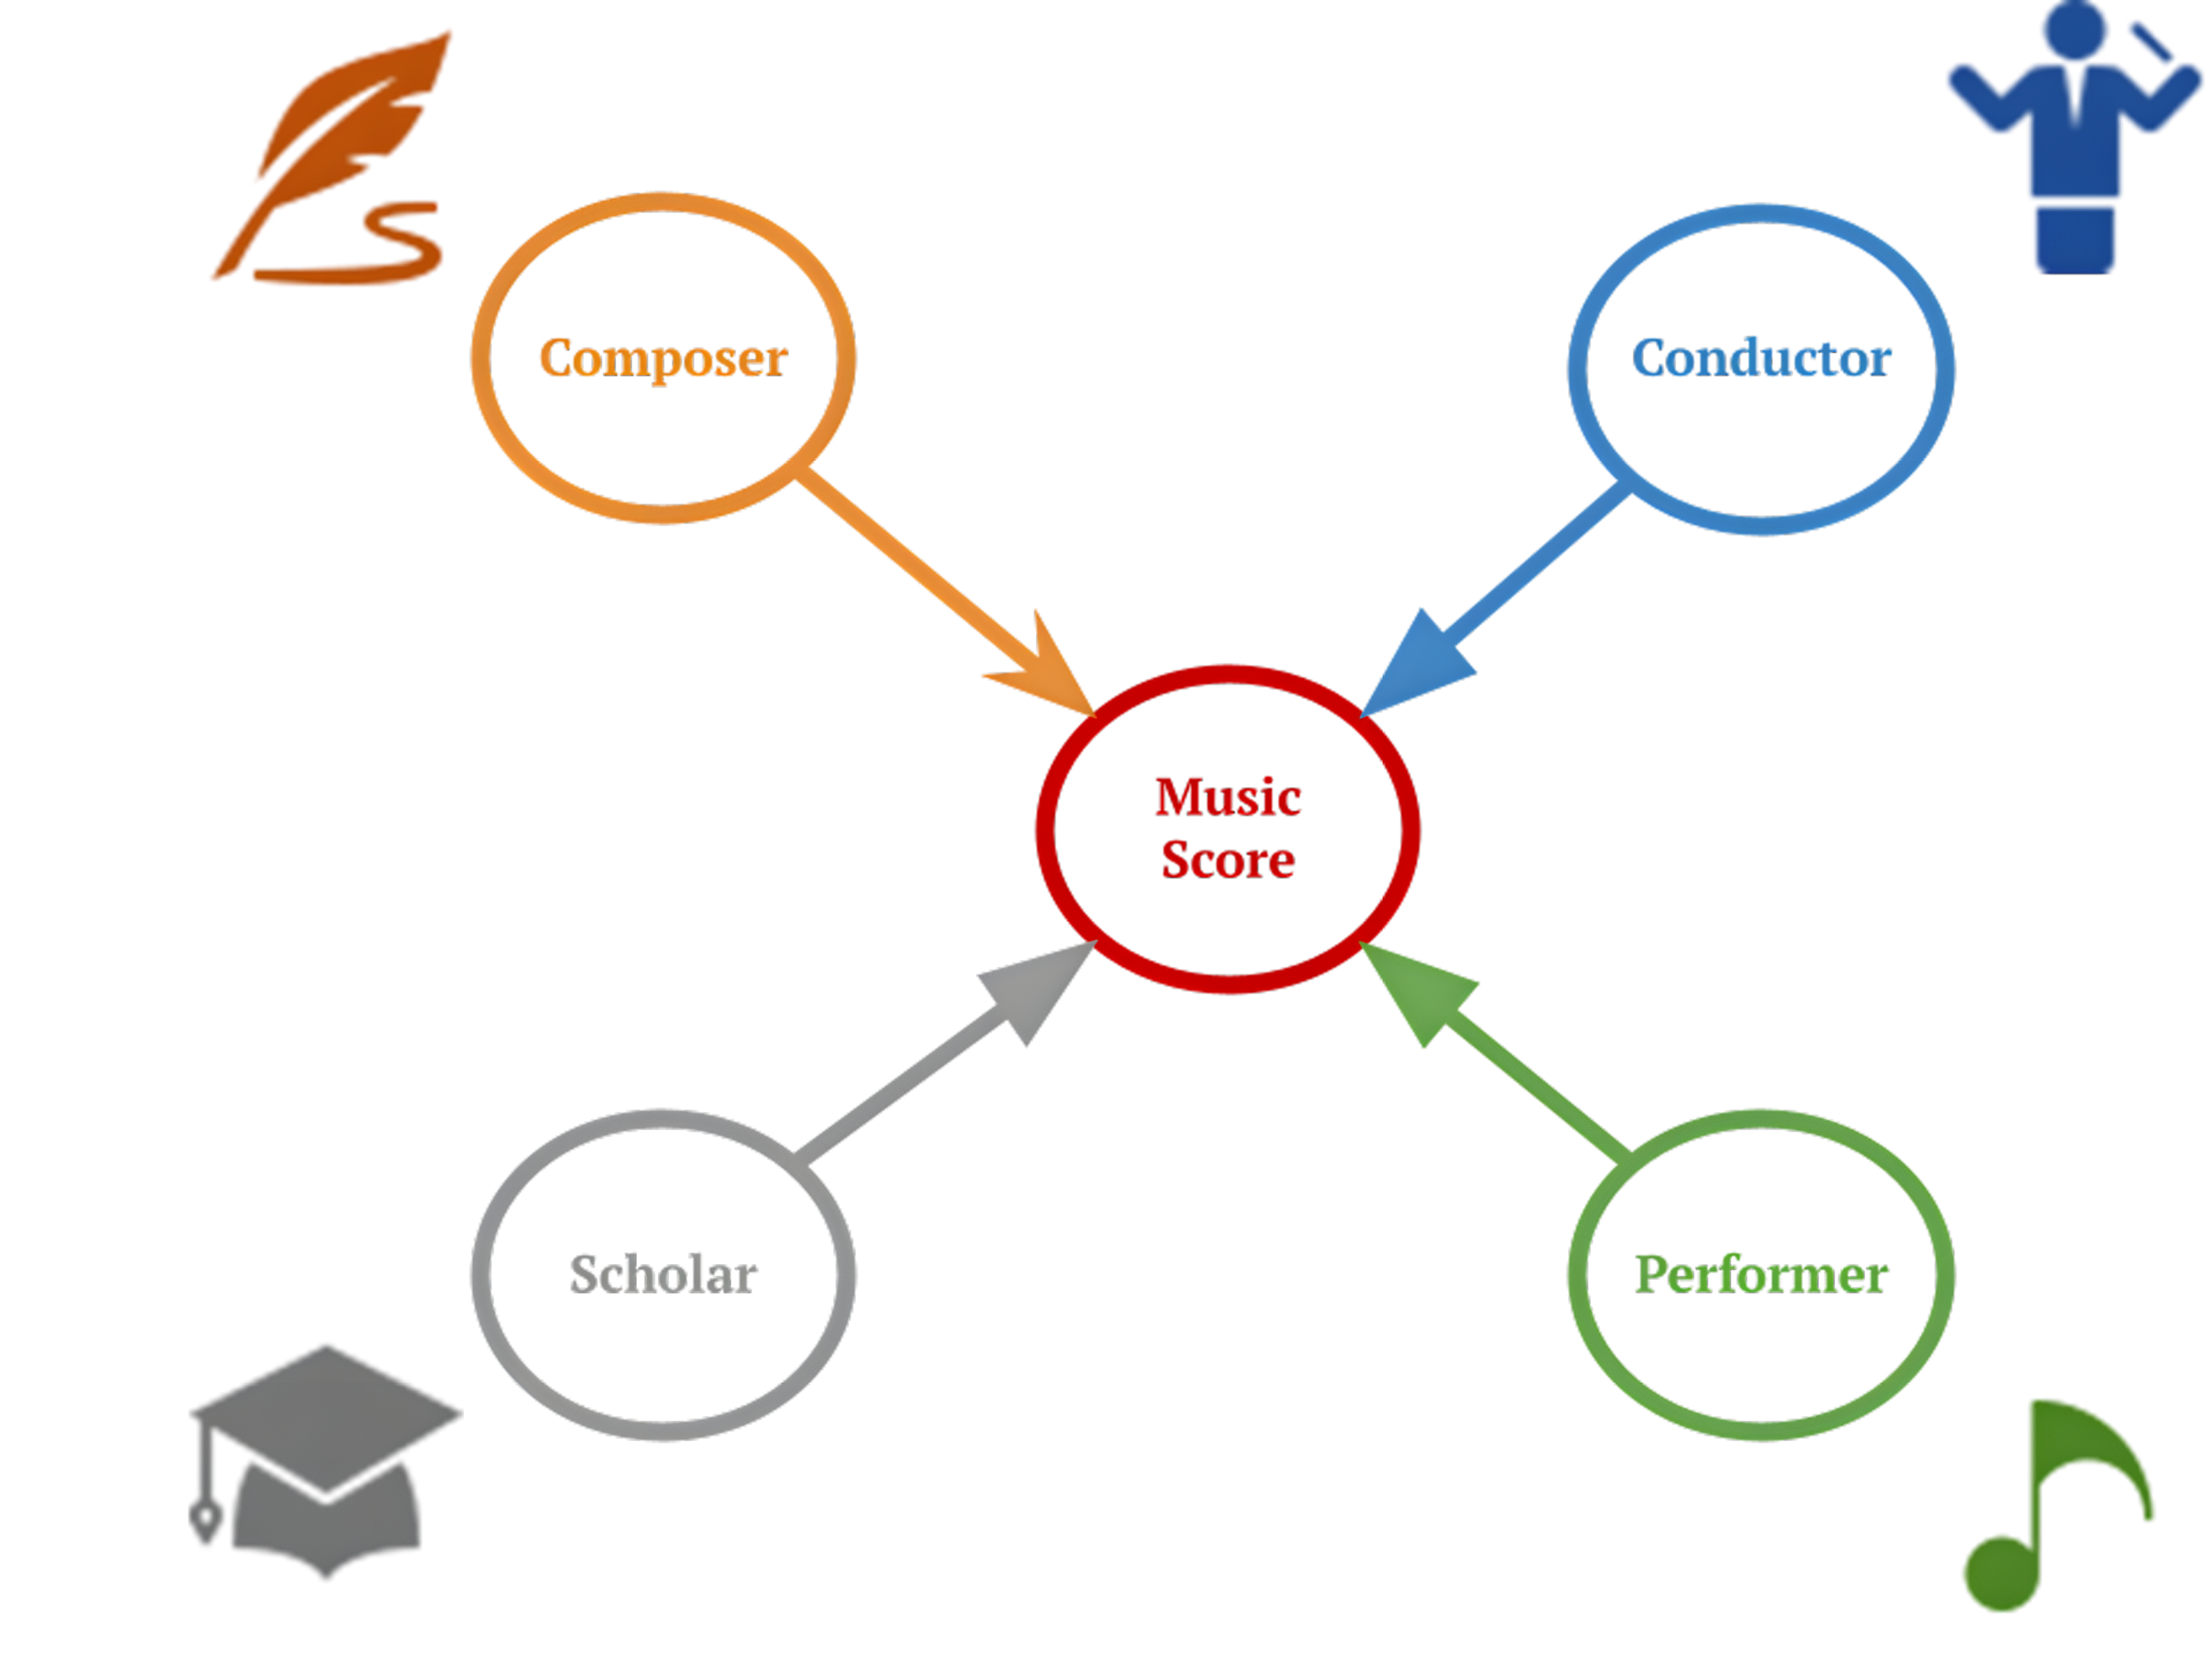 Composer
Conductor
Music
Score
Scholar
Performer